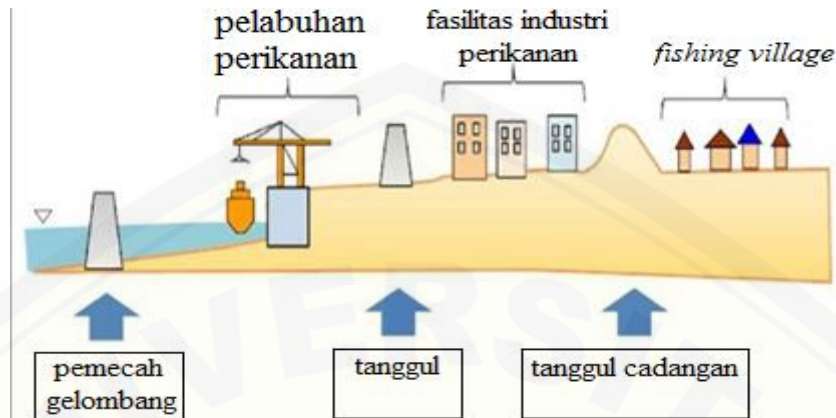 pelabuhan
perikanan
fasilitas industri
perikanan
fishing village
pemecah
gelombang
tanggul
tanggul cadangan